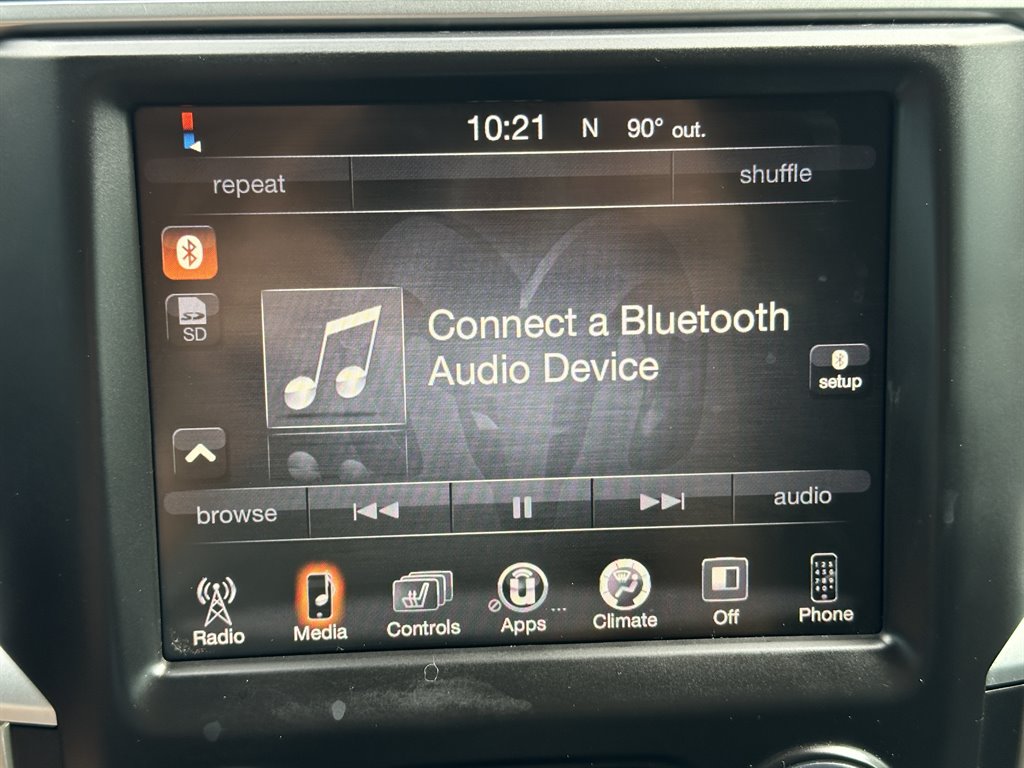 10:21 N 90° out.
repeat shuffle
SD
Connect a Bluetooth
Audio Device
setup
browse audio
Radio Media Controls Apps ... Climate Off Phone